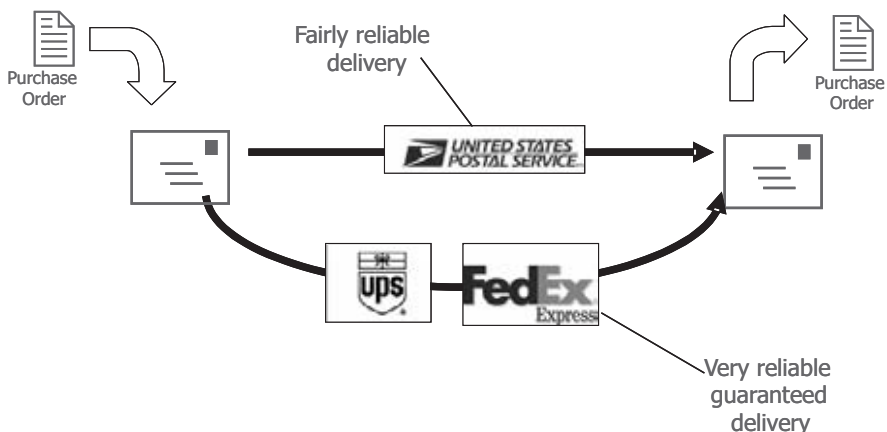 Purchase
Order
Fairly reliable
delivery
Purchase
Order
UNITED STATES
POSTAL SERVICE
ups
FedEx
Express
Very reliable
guaranteed
delivery